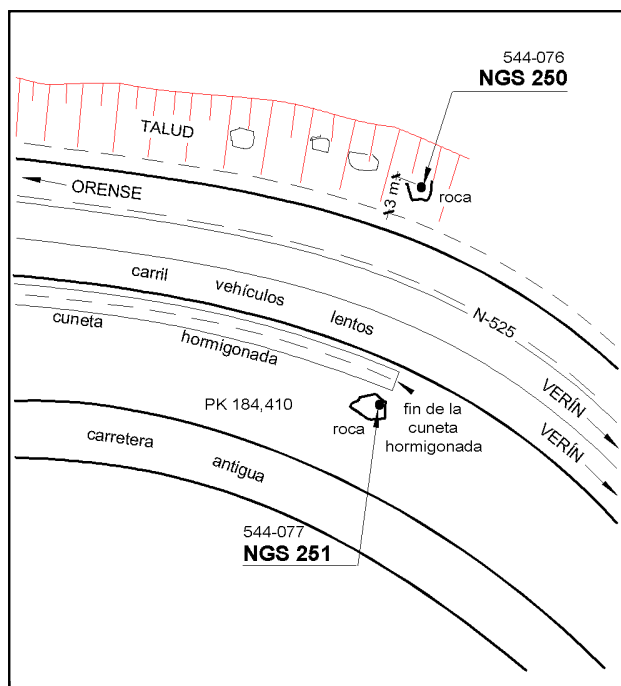 544-076
NGS 250
TALUD
3 m.
roca
ORENSE
N-525
carril vehículos lentos
cuneta hormigonada
VERÍN
VERÍN
PK 184,410
roca
fin de la
cuneta
hormigonada
carretera antigua
544-077
NGS 251